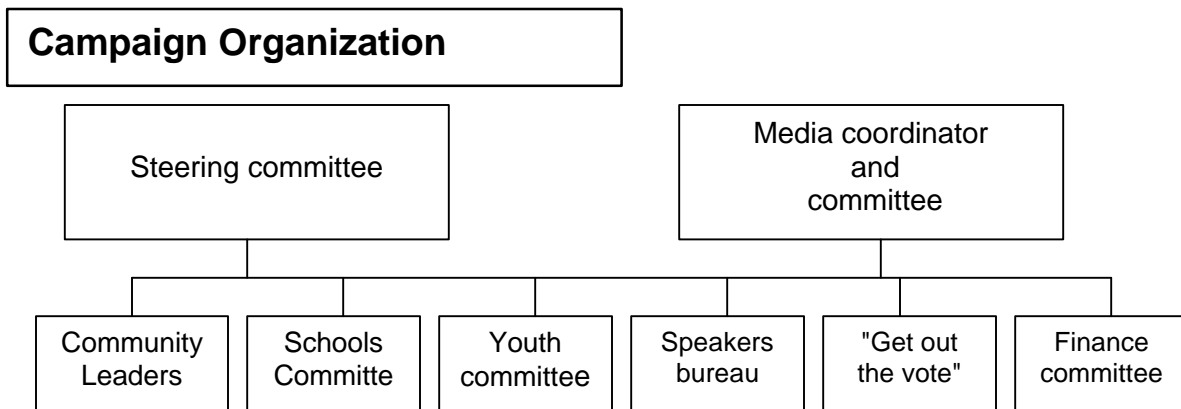 Campaign Organization
Steering committee
Media coordinator
and
committee
Community
Leaders
Schools
Committe
Youth
committee
Speakers
bureau
"Get out
the vote"
Finance
committee